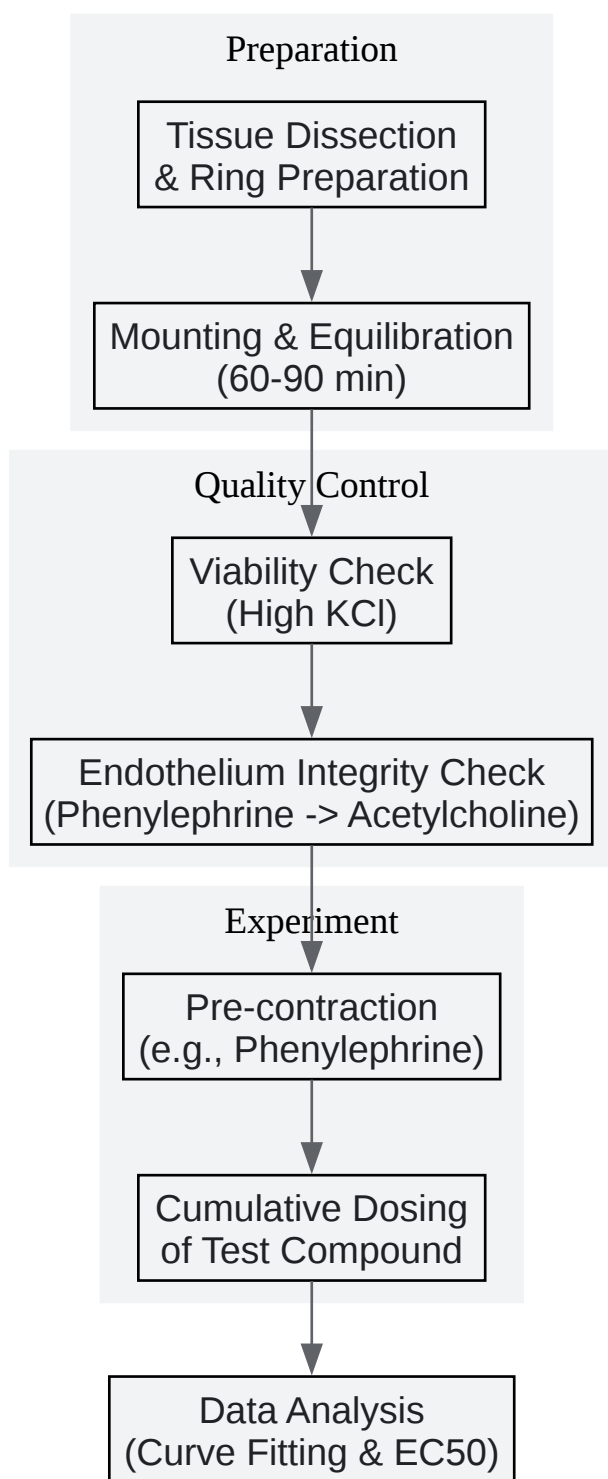 Preparation
Tissue Dissection
& Ring Preparation
Mounting & Equilibration
(60-90 min)
Quality Control
Viability Check
(High KCl)
Endothelium Integrity Check
(Phenylephrine -> Acetylcholine)
Experiment
Pre-contraction
(e.g., Phenylephrine)
Cumulative Dosing
of Test Compound
Data Analysis
(Curve Fitting & EC50)